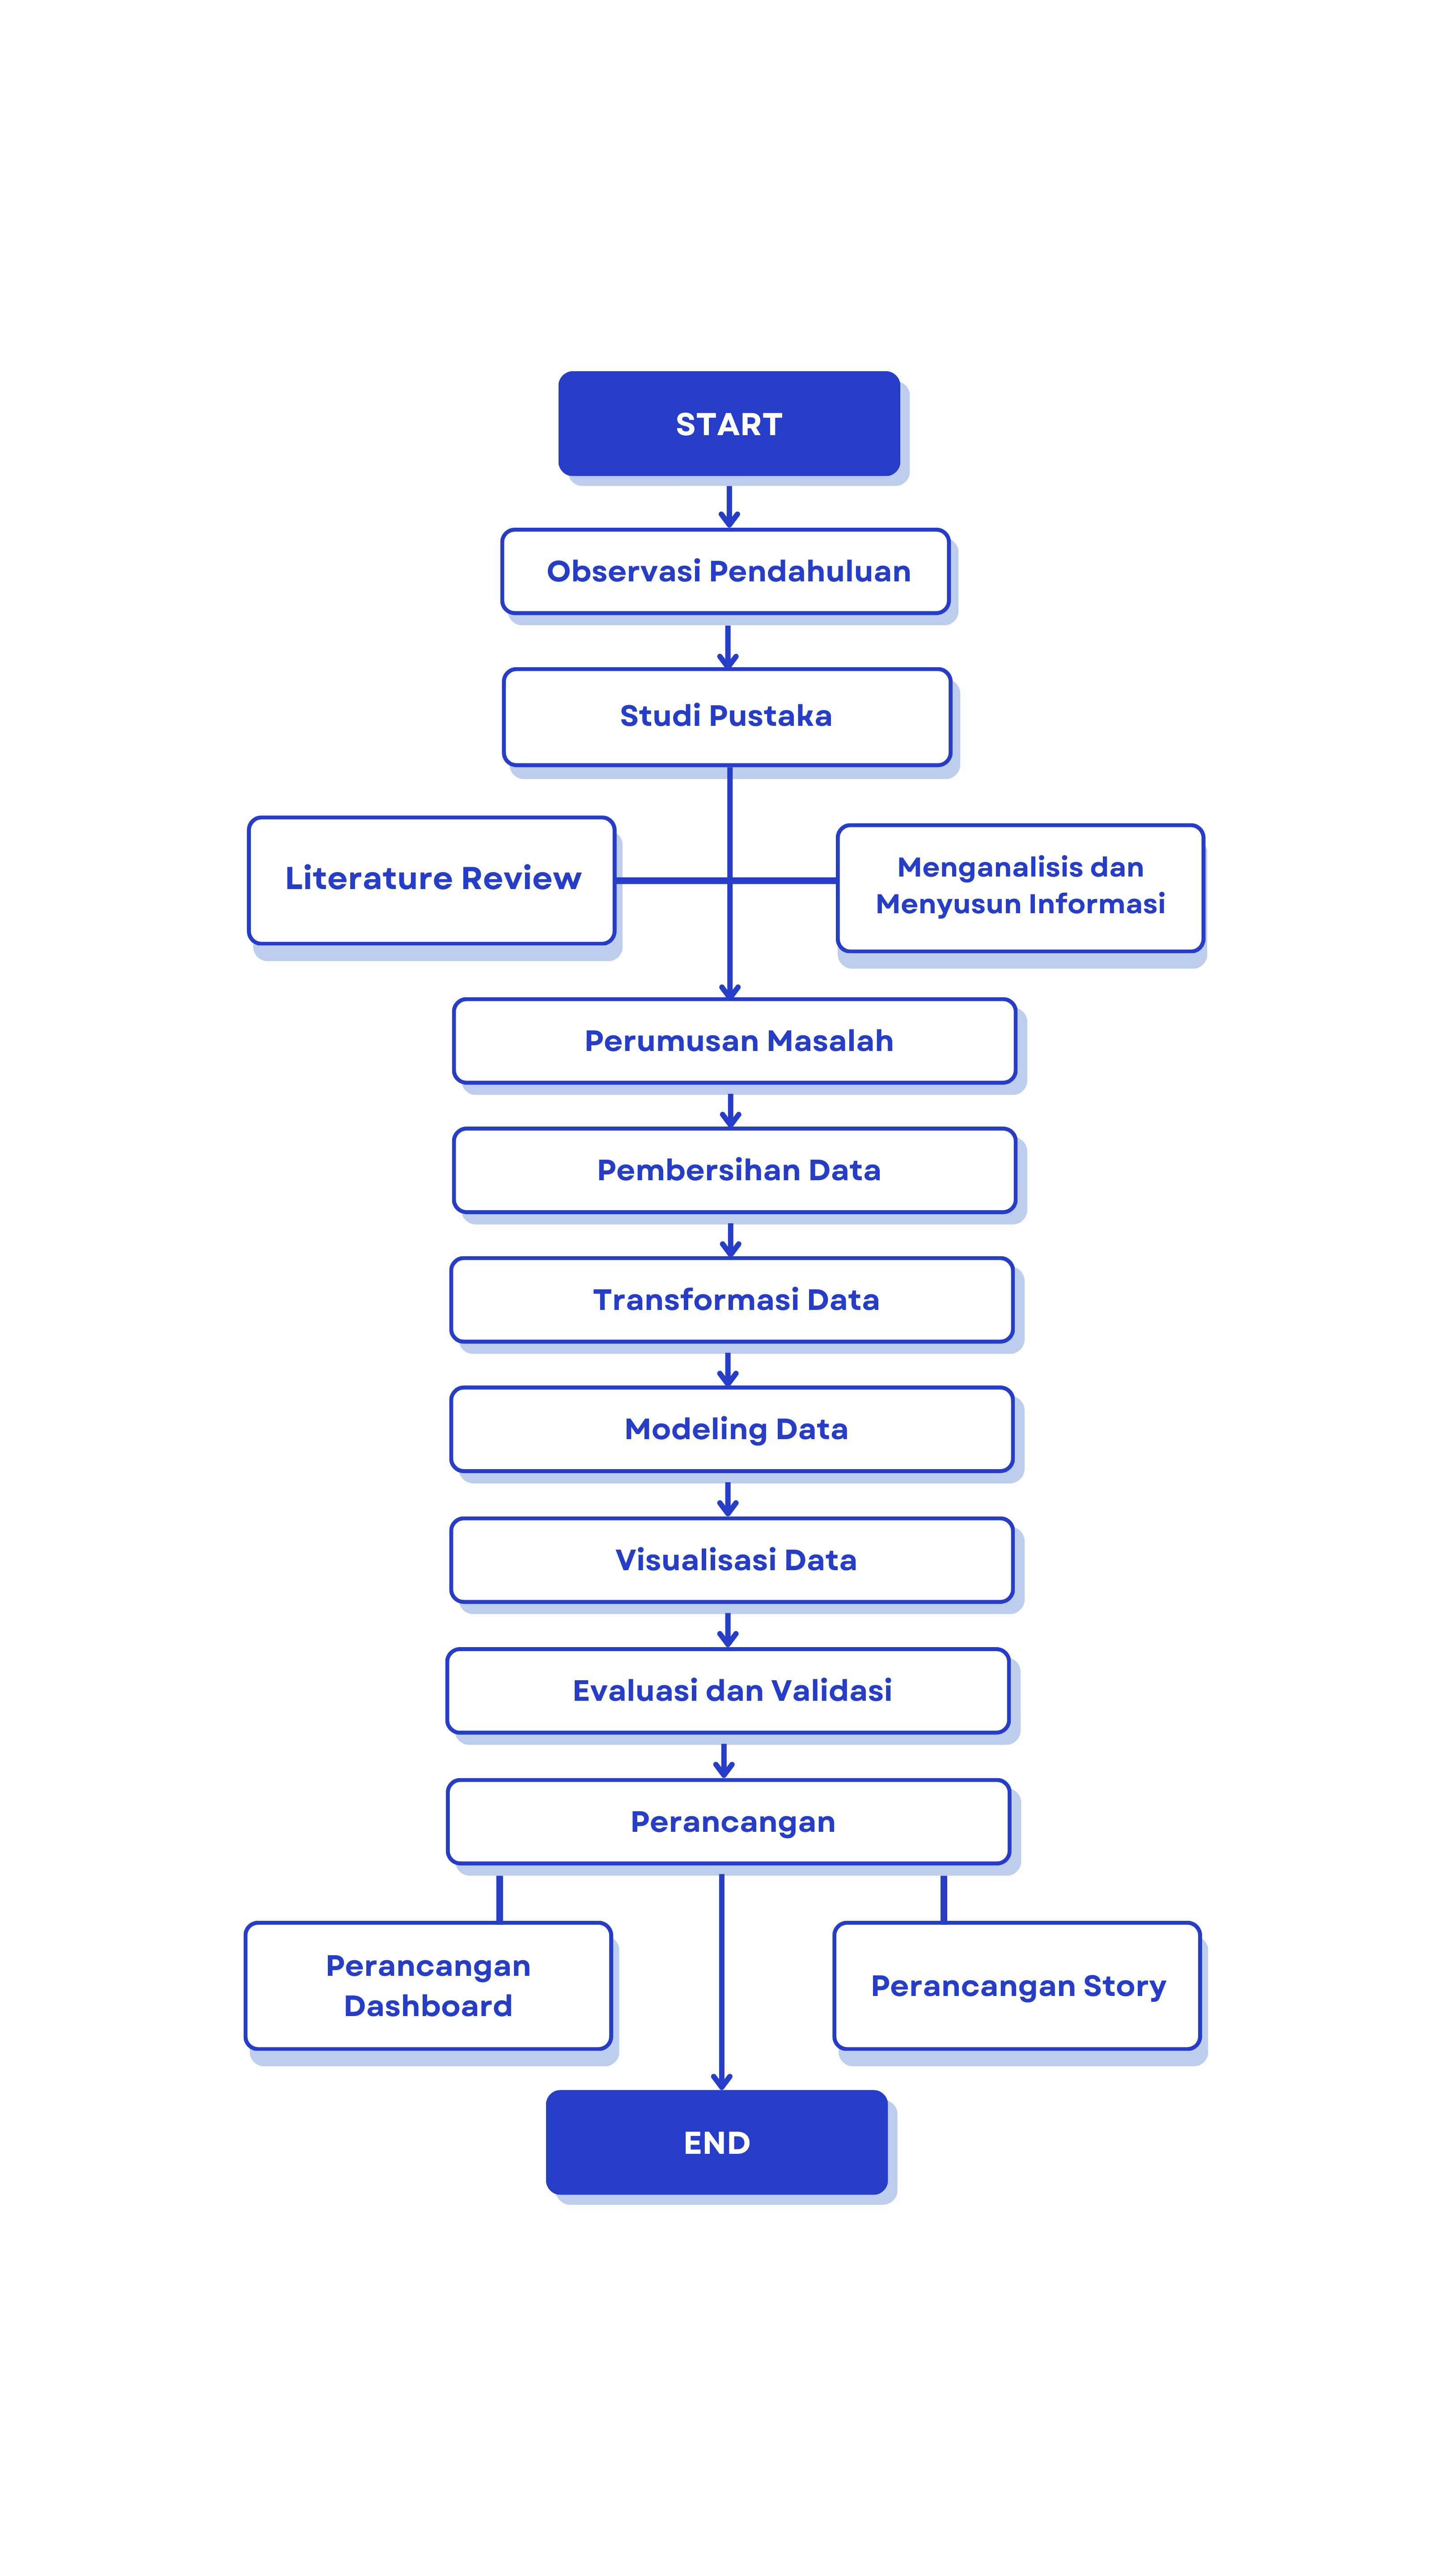 START
Observasi Pendahuluan
Studi Pustaka
Literature Review
Menganalisis dan
Menyusun Informasi
Perumusan Masalah
Pembersihan Data
Transformasi Data
Modeling Data
Visualisasi Data
Evaluasi dan Validasi
Perancangan
Perancangan
Dashboard
Perancangan Story
END